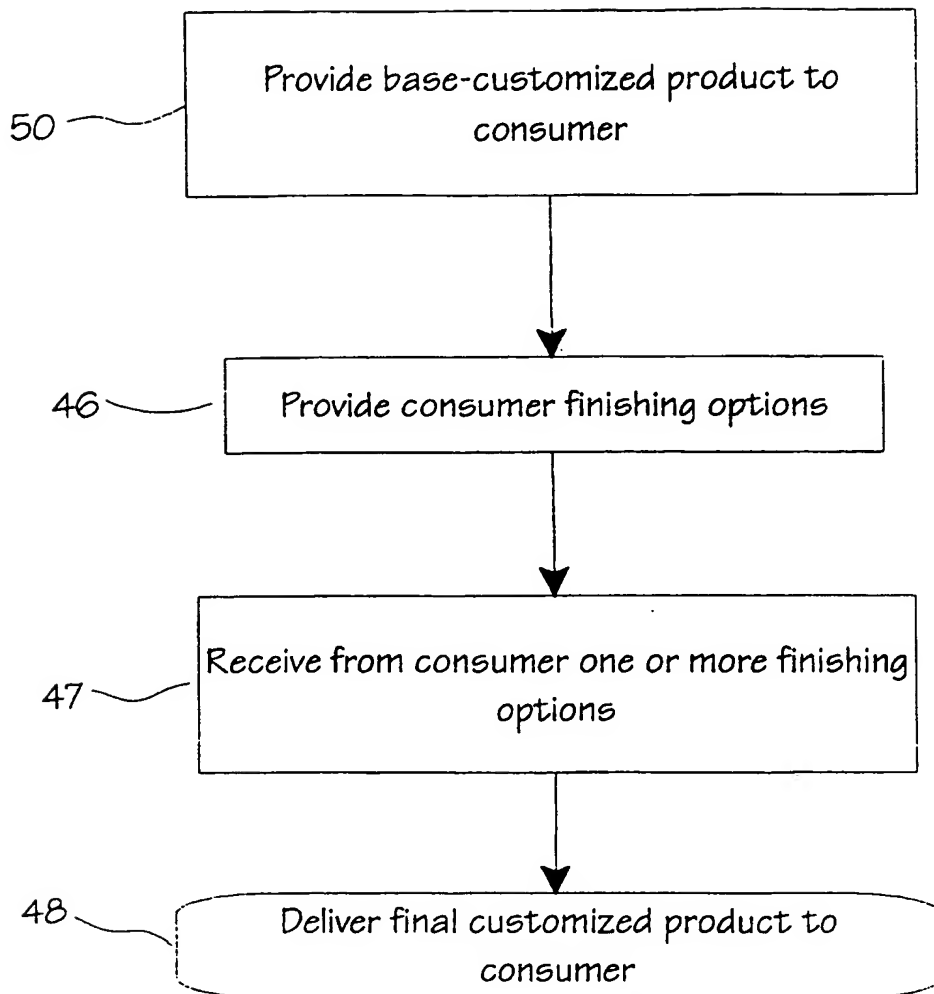 Provide base-customized product to
consumer
50
Provide consumer finishing options
46
Receive from consumer one or more finishing
options
47
Deliver final customized product to
consumer
48